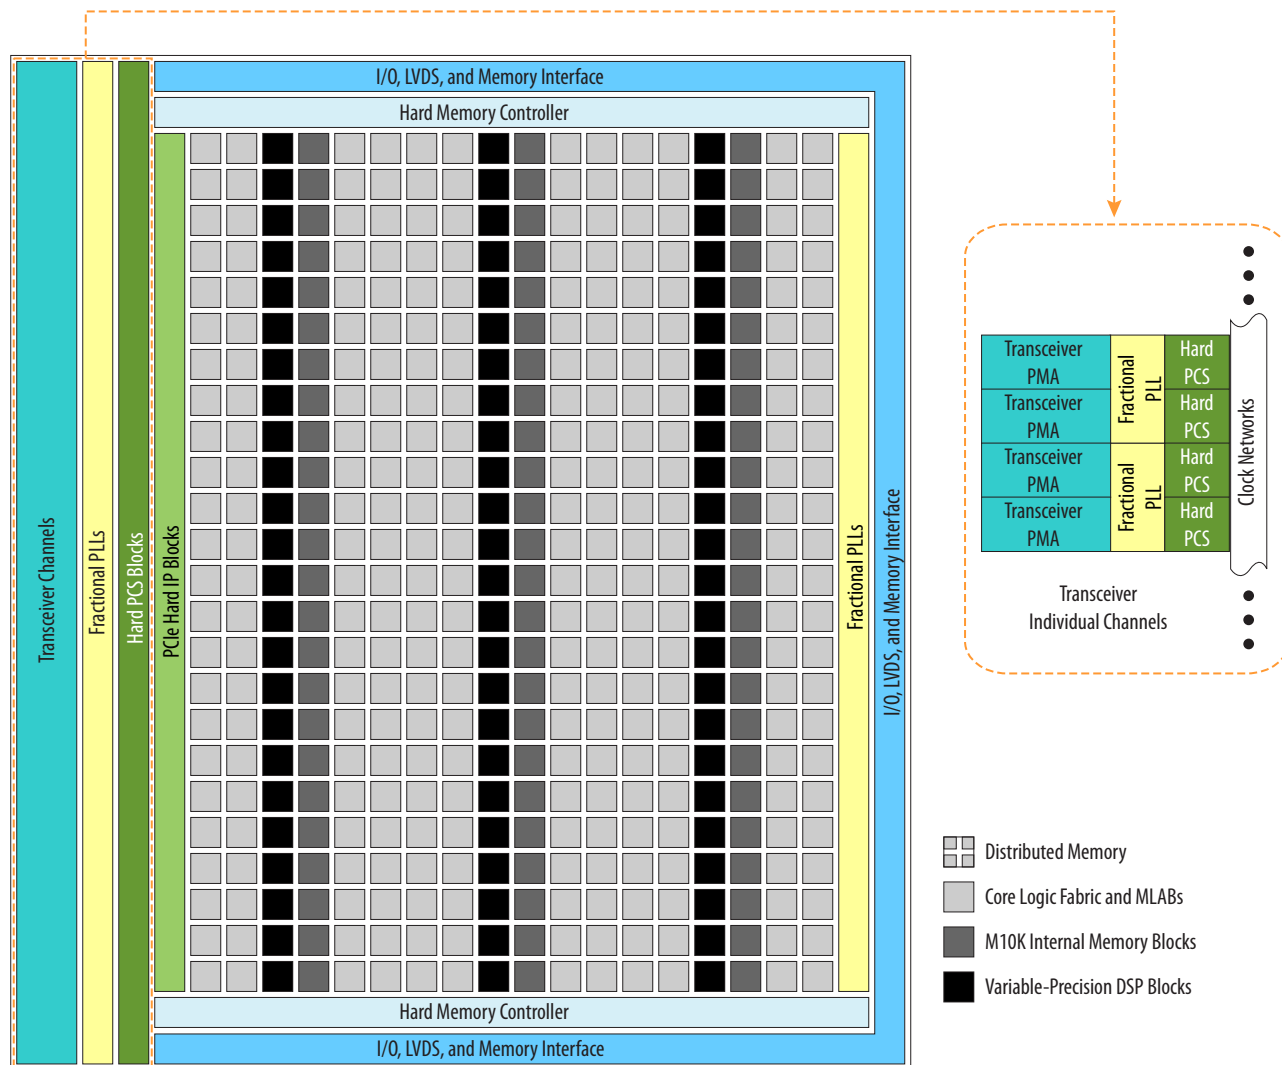 I/O, LVDS, and Memory Interface
Hard Memory Controller
Transceiver Channels
Fractional PLLs
Hard PCS Blocks
PCIe Hard IP Blocks
Fractional PLLs
I/O, LVDS, and Memory Interface
Hard Memory Controller
I/O, LVDS, and Memory Interface
Transceiver
PMA
Transceiver
PMA
Transceiver
PMA
Transceiver
PMA
Fractional
PLL
Fractional
PLL
Hard
PCS
Hard
PCS
Hard
PCS
Hard
PCS
Clock Networks
Transceiver
Individual Channels
Distributed Memory
Core Logic Fabric and MLABs
M10K Internal Memory Blocks
Variable-Precision DSP Blocks